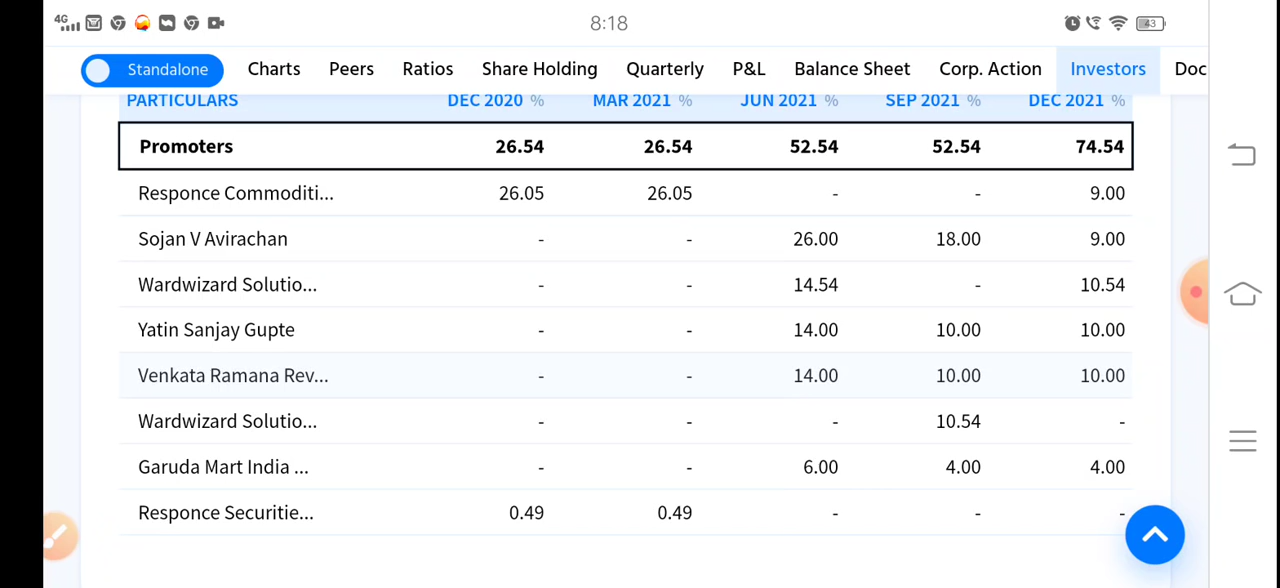 4G 8:18 43
Standalone Charts Peers Ratios Share Holding Quarterly P&L Balance Sheet Corp. Action Investors Doc
PARTICULARS DEC 2020 % MAR 2021 % JUN 2021 % SEP 2021 % DEC 2021 %
Promoters 26.54 26.54 52.54 52.54 74.54
Responce Commoditi... 26.05 26.05 - - 9.00
Sojan V Avirachan - - 26.00 18.00 9.00
Wardwizard Solutio... - - 14.54 - 10.54
Yatin Sanjay Gupte - - 14.00 10.00 10.00
Venkata Ramana Rev... - - 14.00 10.00 10.00
Wardwizard Solutio... - - - 10.54 -
Garuda Mart India ... - - 6.00 4.00 4.00
Responce Securitie... 0.49 0.49 - - -